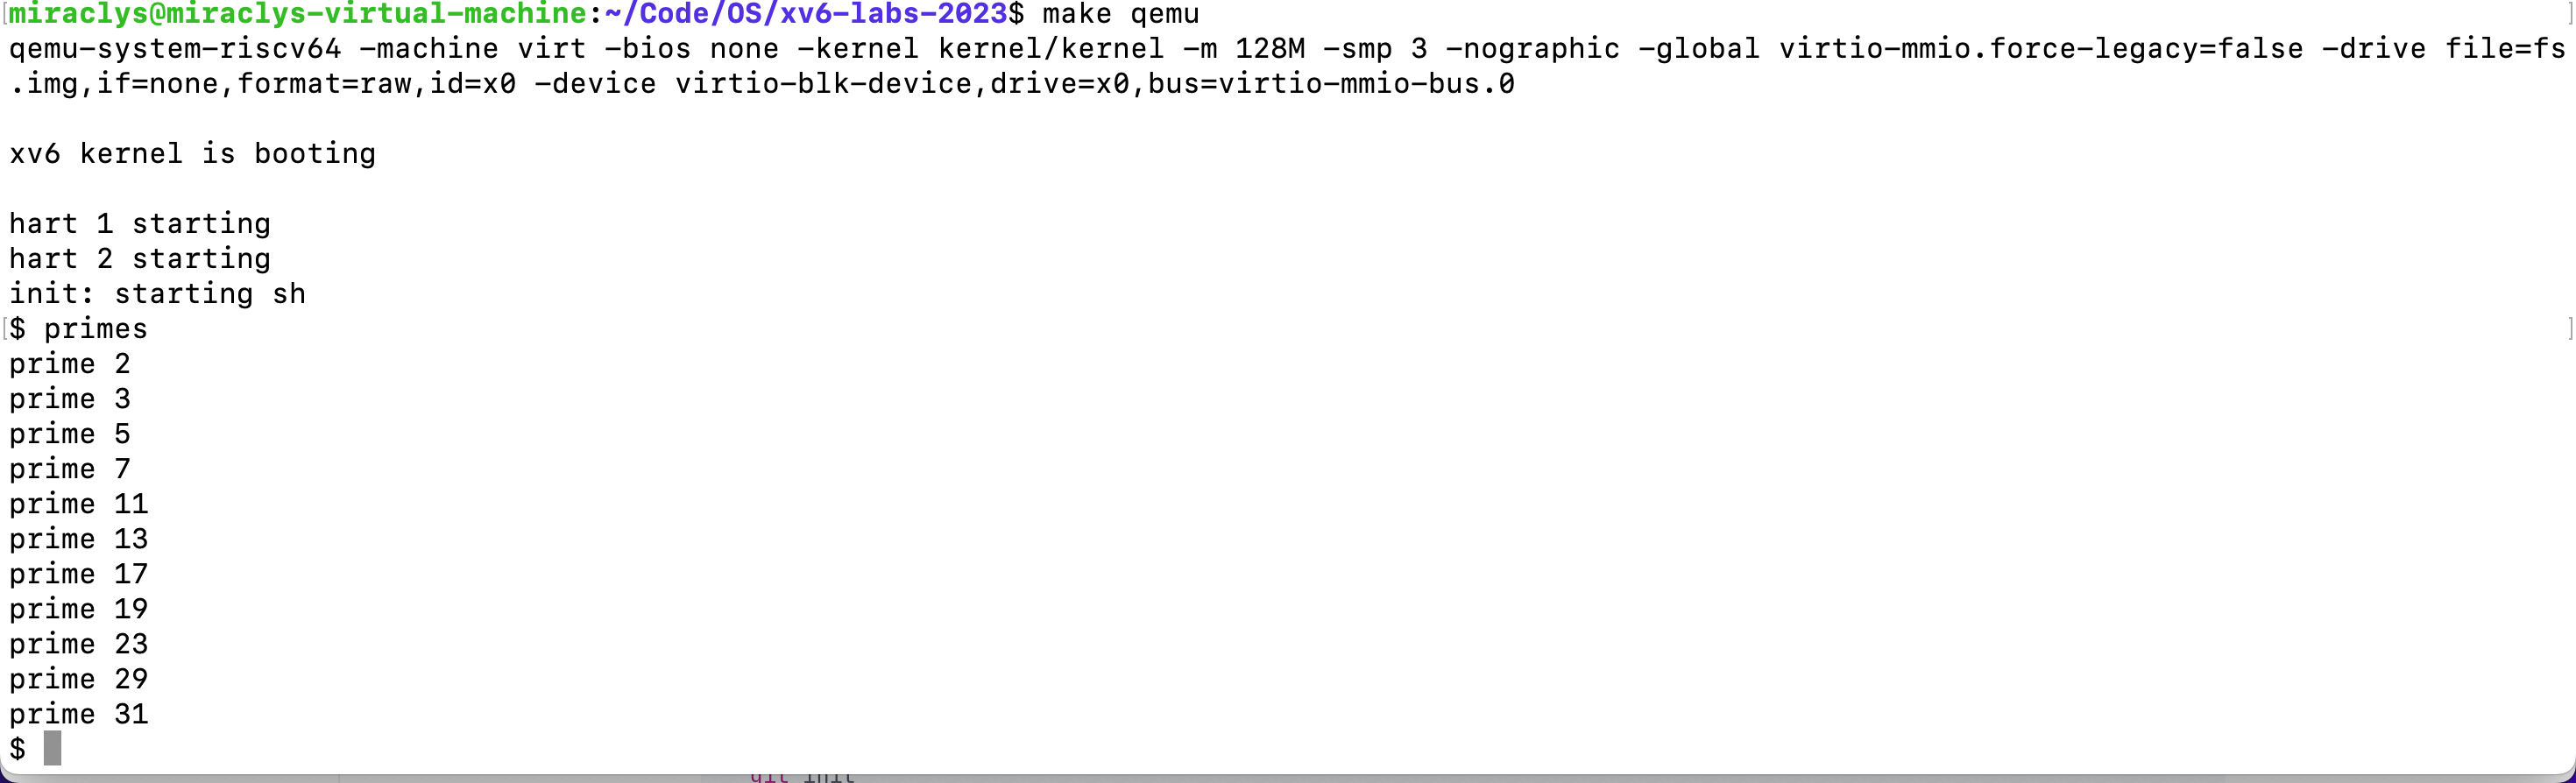 miraclys@miraclys-virtual-machine:~/Code/OS/xv6-labs-2023$ make qemu
qemu-system-riscv64 -machine virt -bios none -kernel kernel/kernel -m 128M -smp 3 -nographic -global virtio-mmio.force-legacy=false -drive file=fs
.img,if=none,format=raw,id=x0 -device virtio-blk-device,drive=x0,bus=virtio-mmio-bus.0
xv6 kernel is booting
hart 1 starting
hart 2 starting
init: starting sh
$ primes
prime 2
prime 3
prime 5
prime 7
prime 11
prime 13
prime 17
prime 19
prime 23
prime 29
prime 31
$
git init